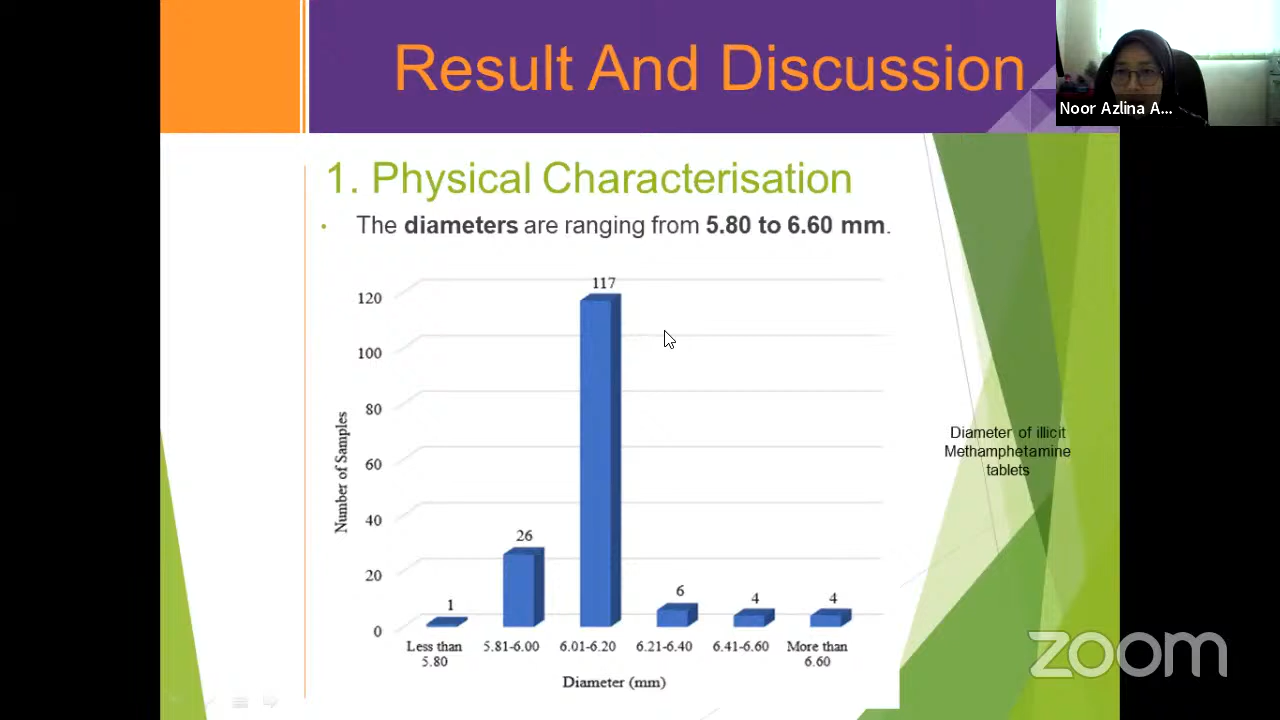 Result And Discussion
Noor Azlina A...
1. Physical Characterisation
• The diameters are ranging from 5.80 to 6.60 mm.
120
100
80
60
40
20
0
Number of Samples
1
26
117
6
4
4
Less than
5.80
5.81-6.00
6.01-6.20
6.21-6.40
6.41-6.60
More than
6.60
Diameter (mm)
Diameter of illicit
Methamphetamine
tablets
zoom